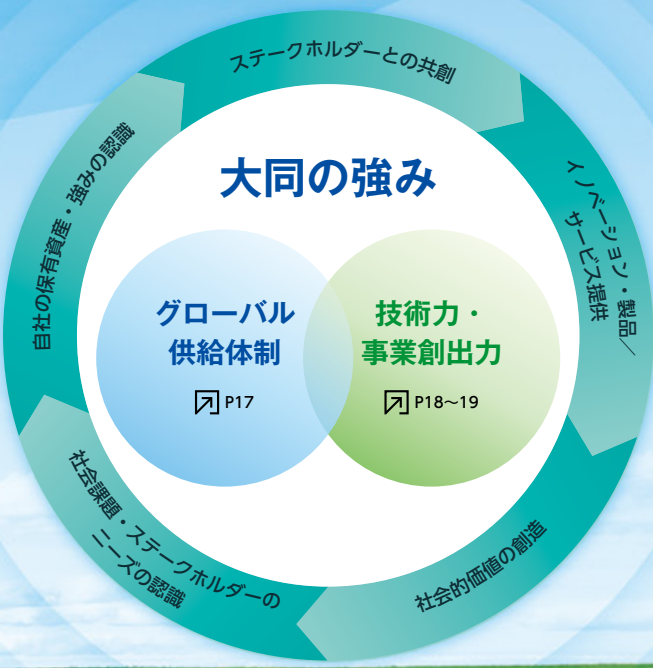 ステークホルダーとの共創
イノベーション・製品／
サービス提供
社会的価値の創造
社会課題・ステークホルダーの
ニーズの認識
自社の保有資産・強みの認識
大同の強み
グローバル
供給体制
P17
技術力・
事業創出力
P18～19